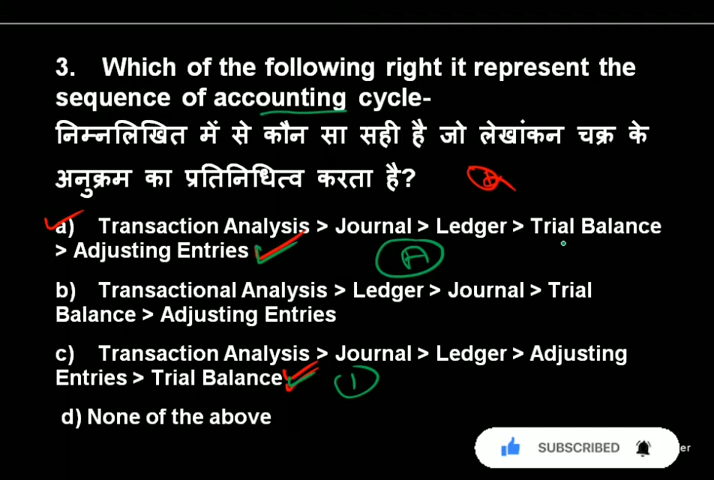 3. Which of the following right it represent the
sequence of accounting cycle-
निम्नलिखित में से कौन सा सही है जो लेखांकन चक्र के
अनुक्रम का प्रतिनिधित्व करता है?
a) Transaction Analysis > Journal > Ledger > Trial Balance
> Adjusting Entries
A
b) Transactional Analysis > Ledger > Journal > Trial
Balance > Adjusting Entries
c) Transaction Analysis > Journal > Ledger > Adjusting
Entries > Trial Balance
1
d) None of the above
SUBSCRIBED
er